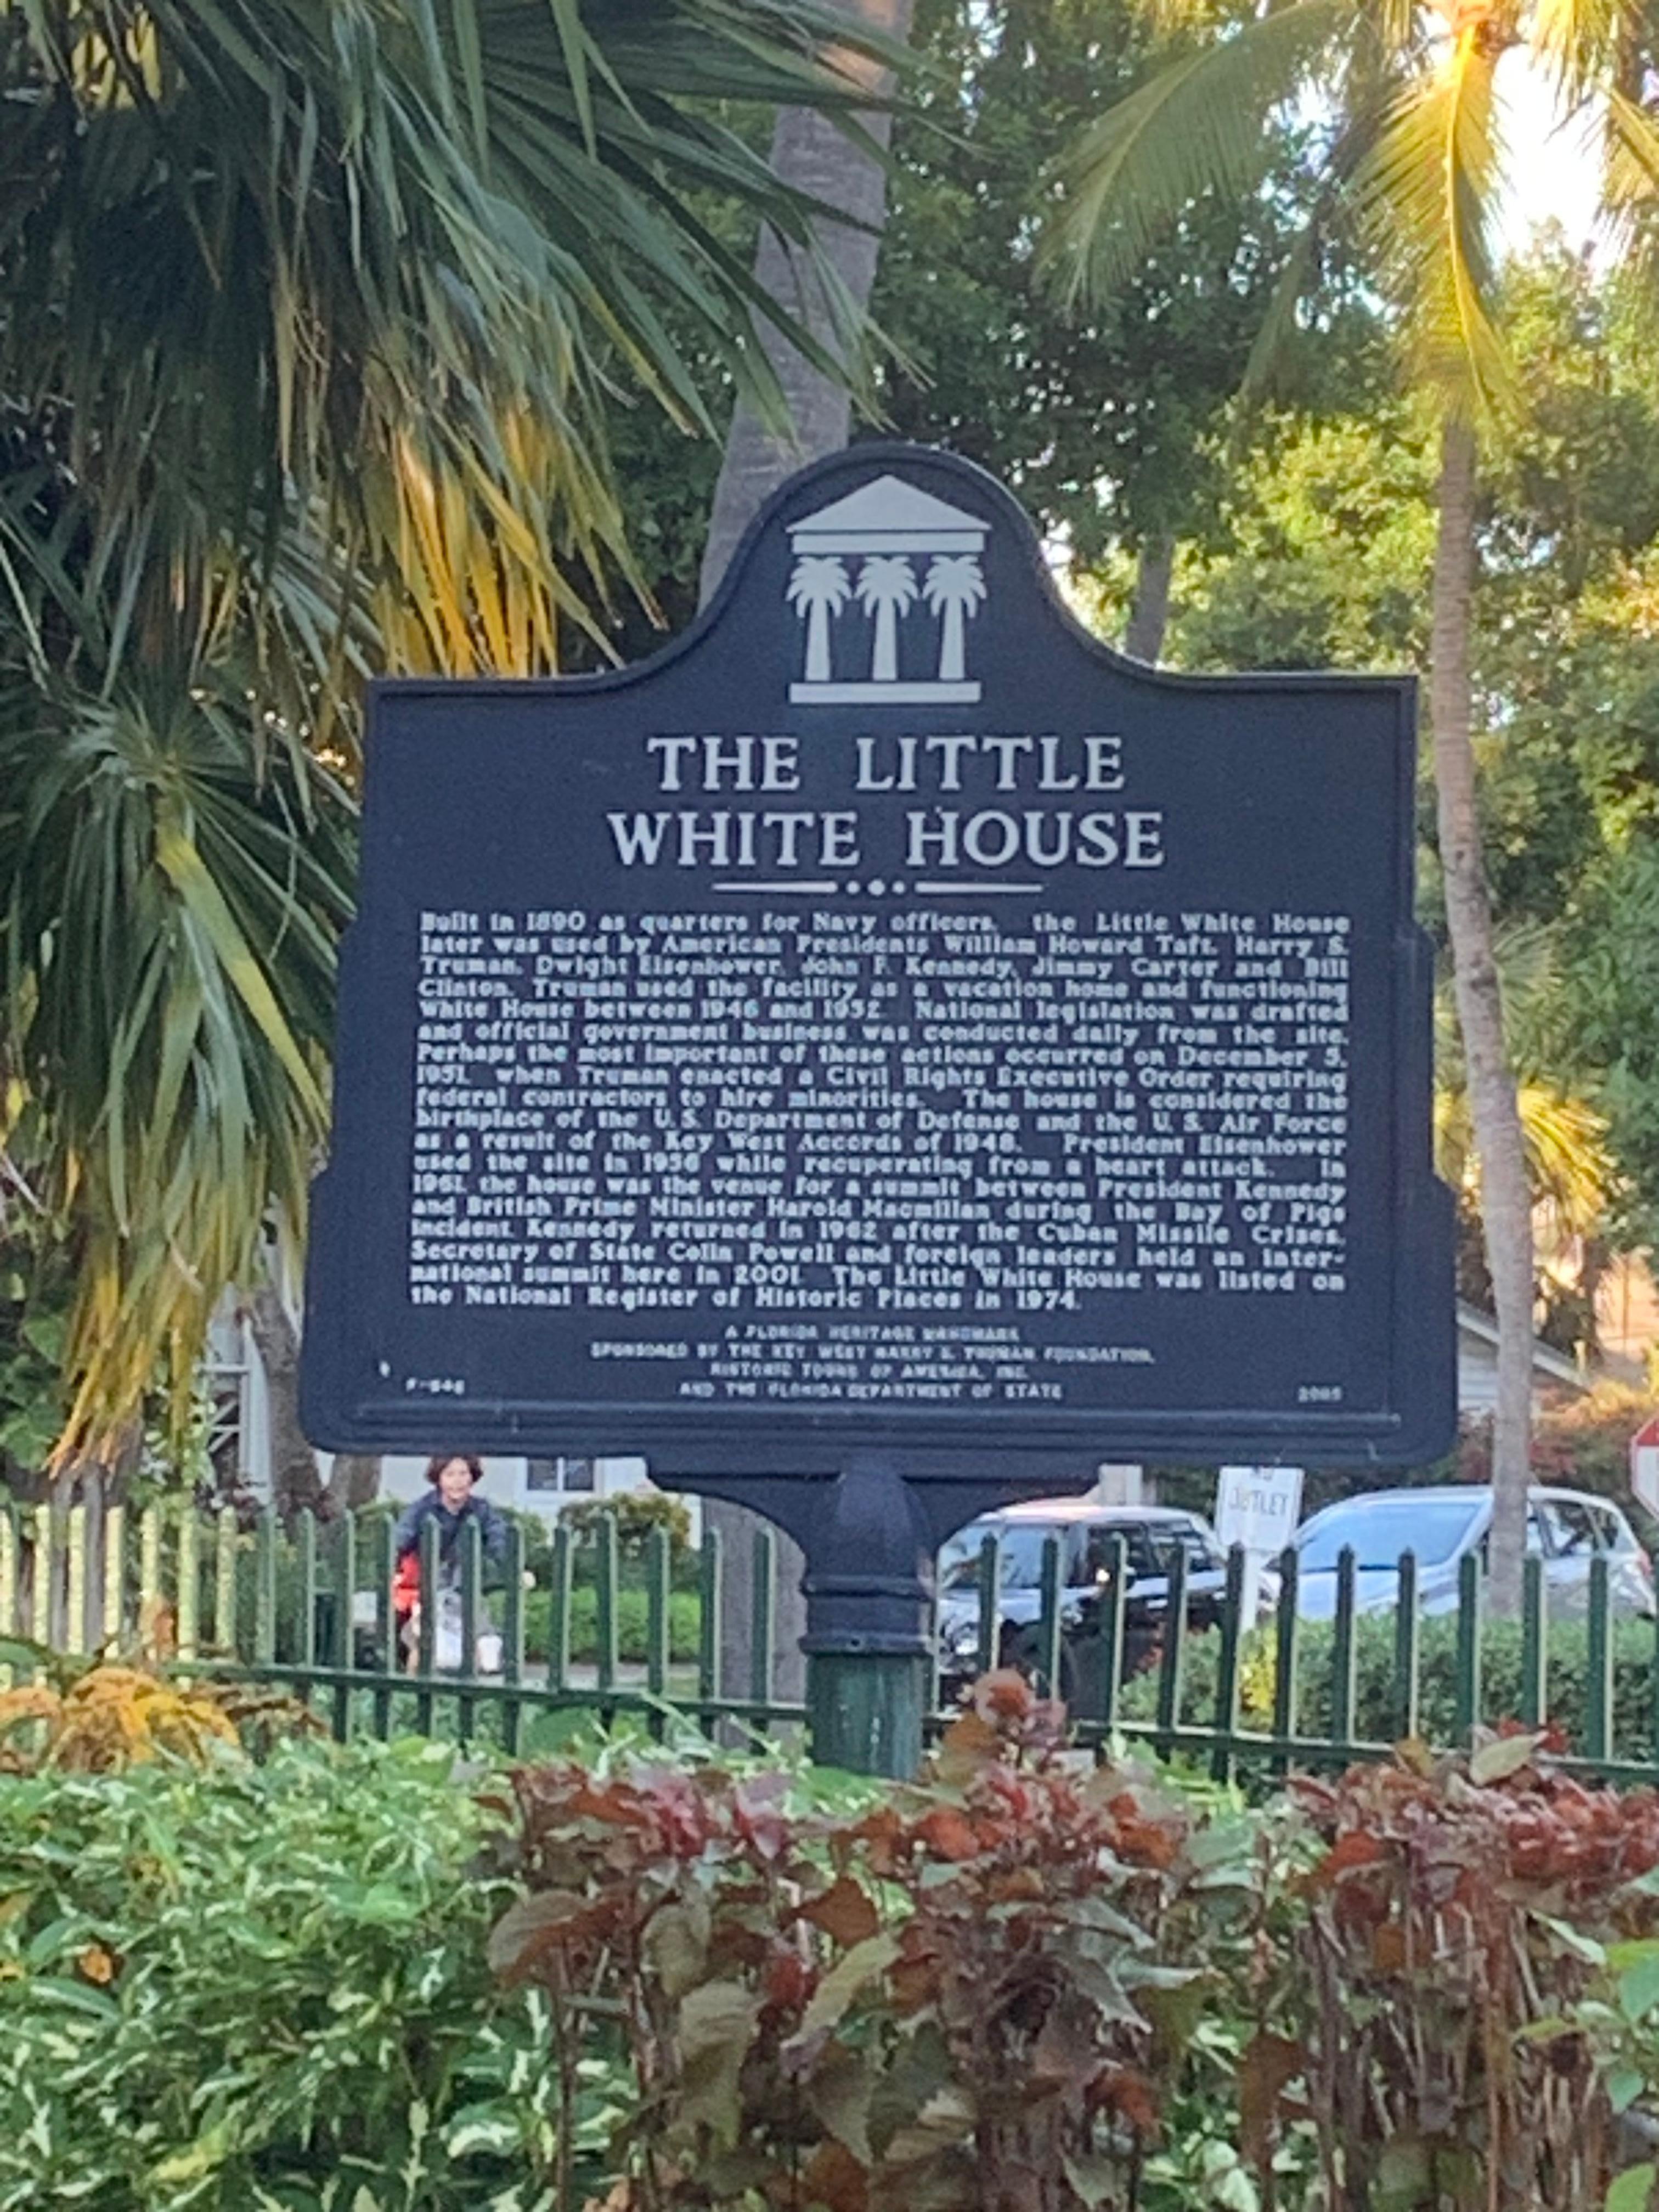 THE LITTLE
WHITE HOUSE
Built in 1890 as quarters for Navy officers, the Little White House
later was used by American Presidents William Howard Taft, Harry S.
Truman, Dwight Eisenhower, John F. Kennedy, Jimmy Carter and Bill
Clinton. Truman used the facility as a vacation home and functioning
White House between 1946 and 1952. National legislation was drafted
and official government business was conducted daily from the site.
Perhaps the most important of these actions occurred on December 5,
1951, when Truman enacted a Civil Rights Executive Order requiring
federal contractors to hire minorities. The house is considered the
birthplace of the U.S. Department of Defense and the U. S. Air Force
as a result of the Key West Accords of 1948. President Eisenhower
used the site in 1956 while recuperating from a heart attack. In
1961, the house was the venue for a summit between President Kennedy
and British Prime Minister Harold Macmillan during the Bay of Pigs
incident. Kennedy returned in 1962 after the Cuban Missile Crises.
Secretary of State Colin Powell and foreign leaders held an inter-
national summit here in 2001. The Little White House was listed on
the National Register of Historic Places in 1974.
A FLORIDA HERITAGE LANDMARK
SPONSORED BY THE KEY WEST HARRY S. TRUMAN FOUNDATION,
HISTORIC TOURS OF AMERICA, INC.
AND THE FLORIDA DEPARTMENT OF STATE
OUTLET